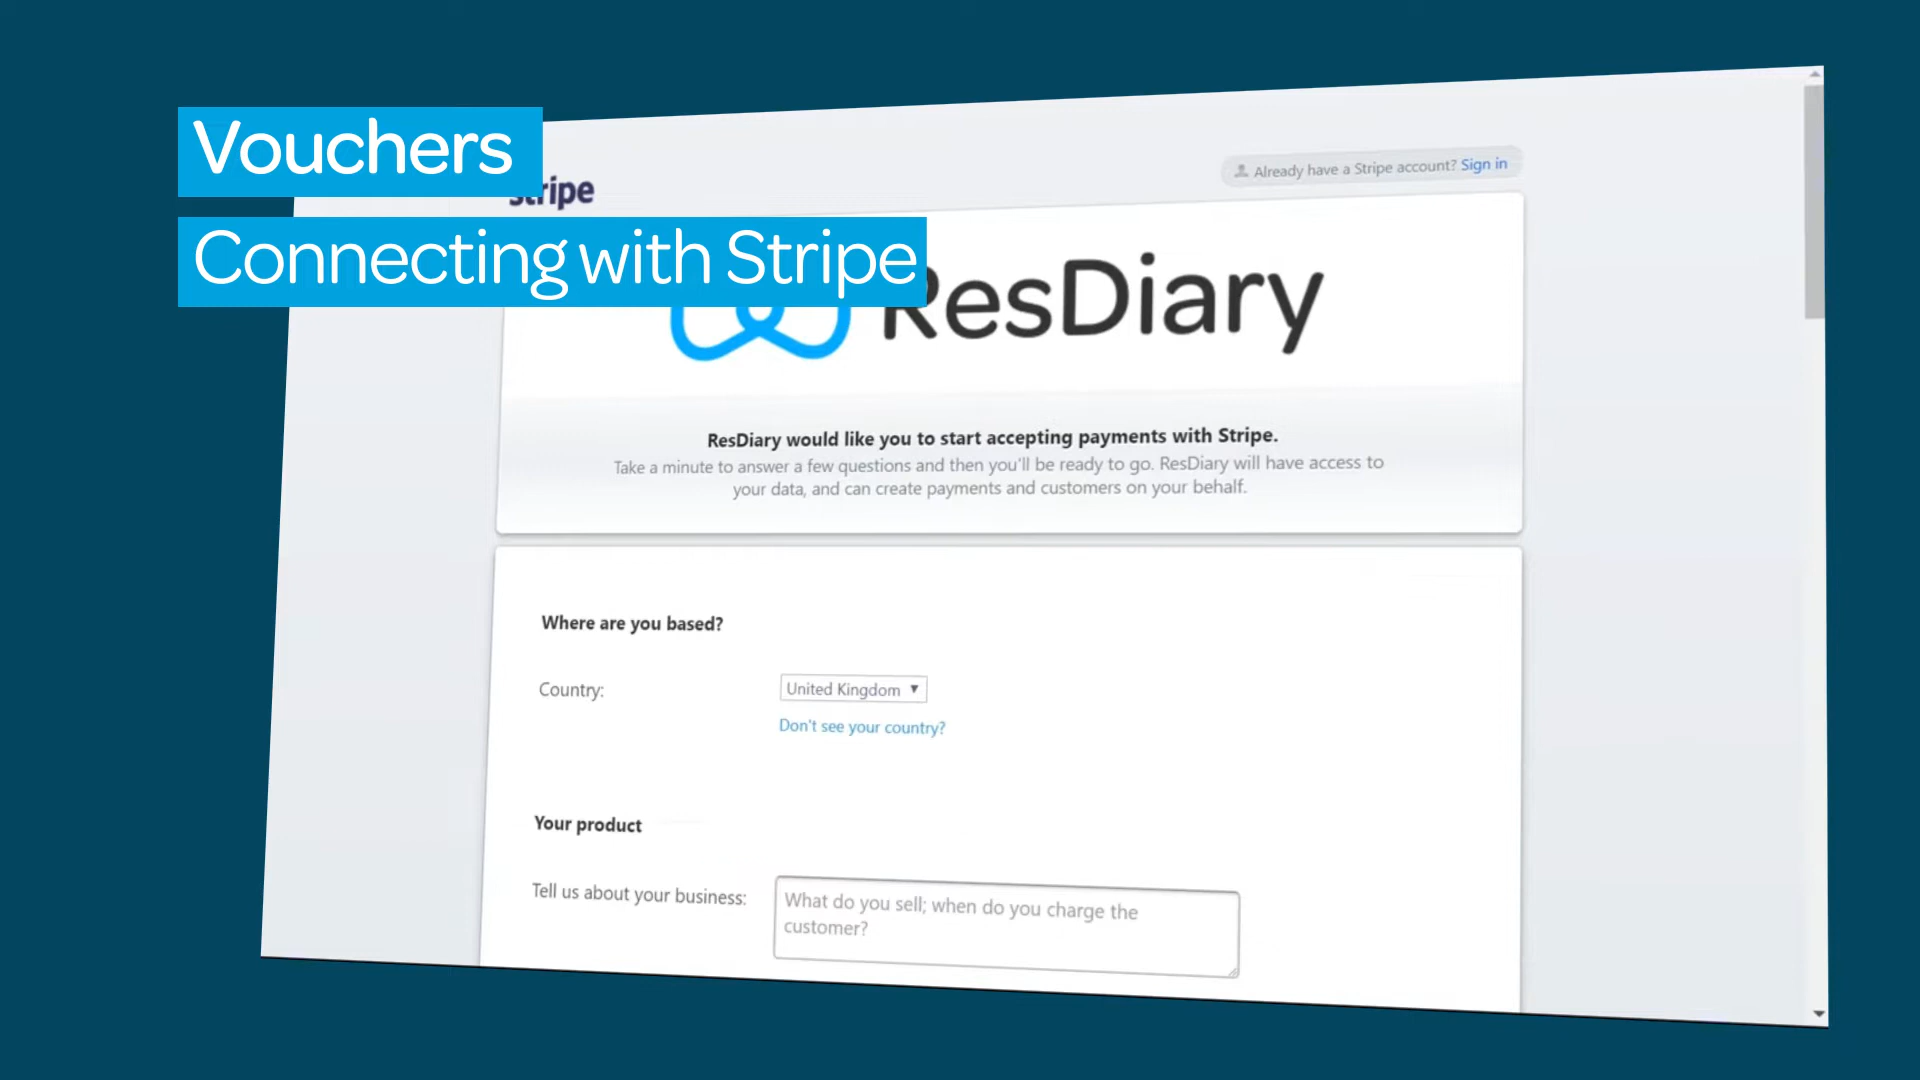 Vouchers
stripe
Already have a Stripe account? Sign in
Connecting with Stripe
ResDiary
ResDiary would like you to start accepting payments with Stripe.
Take a minute to answer a few questions and then you'll be ready to go. ResDiary will have access to
your data, and can create payments and customers on your behalf.
Where are you based?
Country:
United Kingdom
Don't see your country?
Your product
Tell us about your business:
What do you sell; when do you charge the
customer?